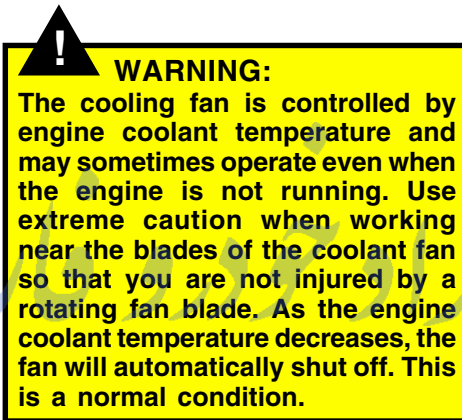 !
WARNING:
The cooling fan is controlled by
engine coolant temperature and
may sometimes operate even when
the engine is not running. Use
extreme caution when working
near the blades of the coolant fan
so that you are not injured by a
rotating fan blade. As the engine
coolant temperature decreases, the
fan will automatically shut off. This
is a normal condition.